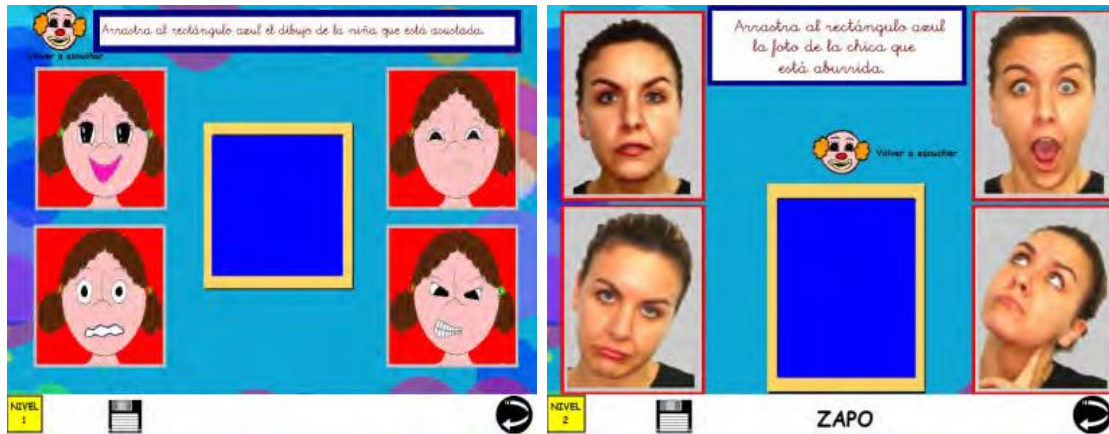 Arrastra al rectángulo azul el dibujo de la niña que está asustada.
Volver a escuchar
NIVEL
1
Arrastra al rectángulo azul
la foto de la chica que
está aburrida.
Volver a escuchar
NIVEL
2
ZAPO